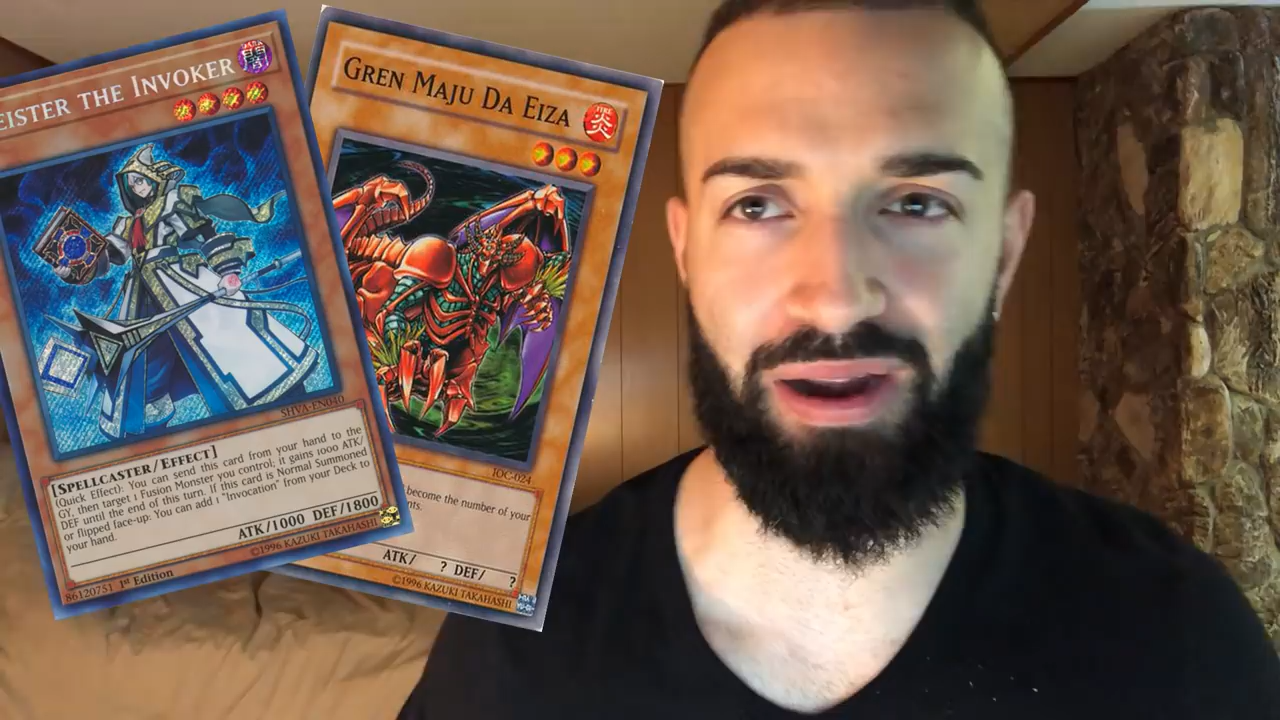 EISTER THE INVOKER
SHVA-EN040
[SPELLCASTER/EFFECT]
(Quick Effect): You can send this card from your hand to the
GY, then target 1 Fusion Monster you control; it gains 1000 ATK/
DEF until the end of this turn. If this card is Normal Summoned
or flipped face-up: You can add 1 "Invocation" from your Deck to
your hand.
ATK/1000 DEF/1800
86120751 1st Edition
©1996 KAZUKI TAKAHASHI
GREN MAJU DA EIZA
FIRE
炎
IOC-024
become the number of your
nts.
ATK/ ? DEF/ ?
©1996 KAZUKI TAKAHASHI